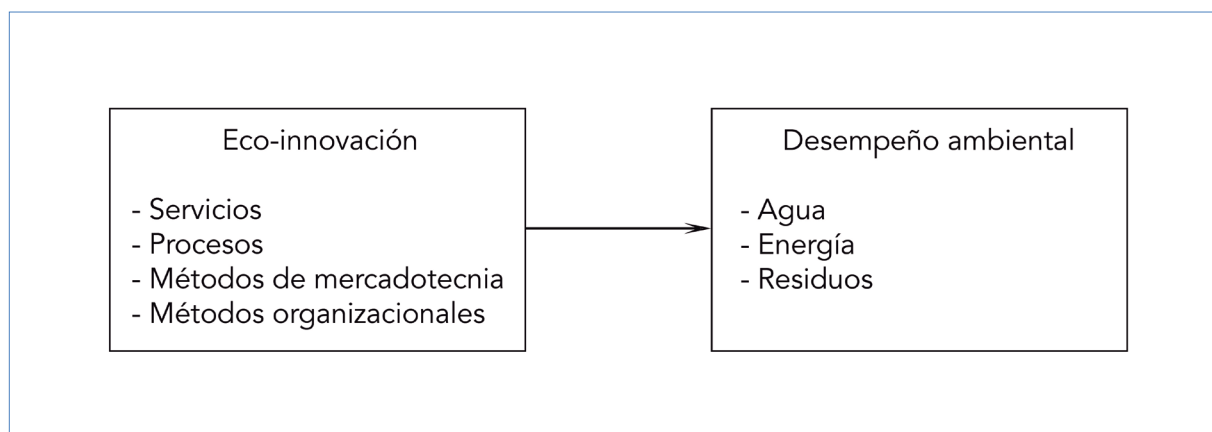 Eco-innovación
- Servicios
- Procesos
- Métodos de mercadotecnia
- Métodos organizacionales
Desempeño ambiental
- Agua
- Energía
- Residuos